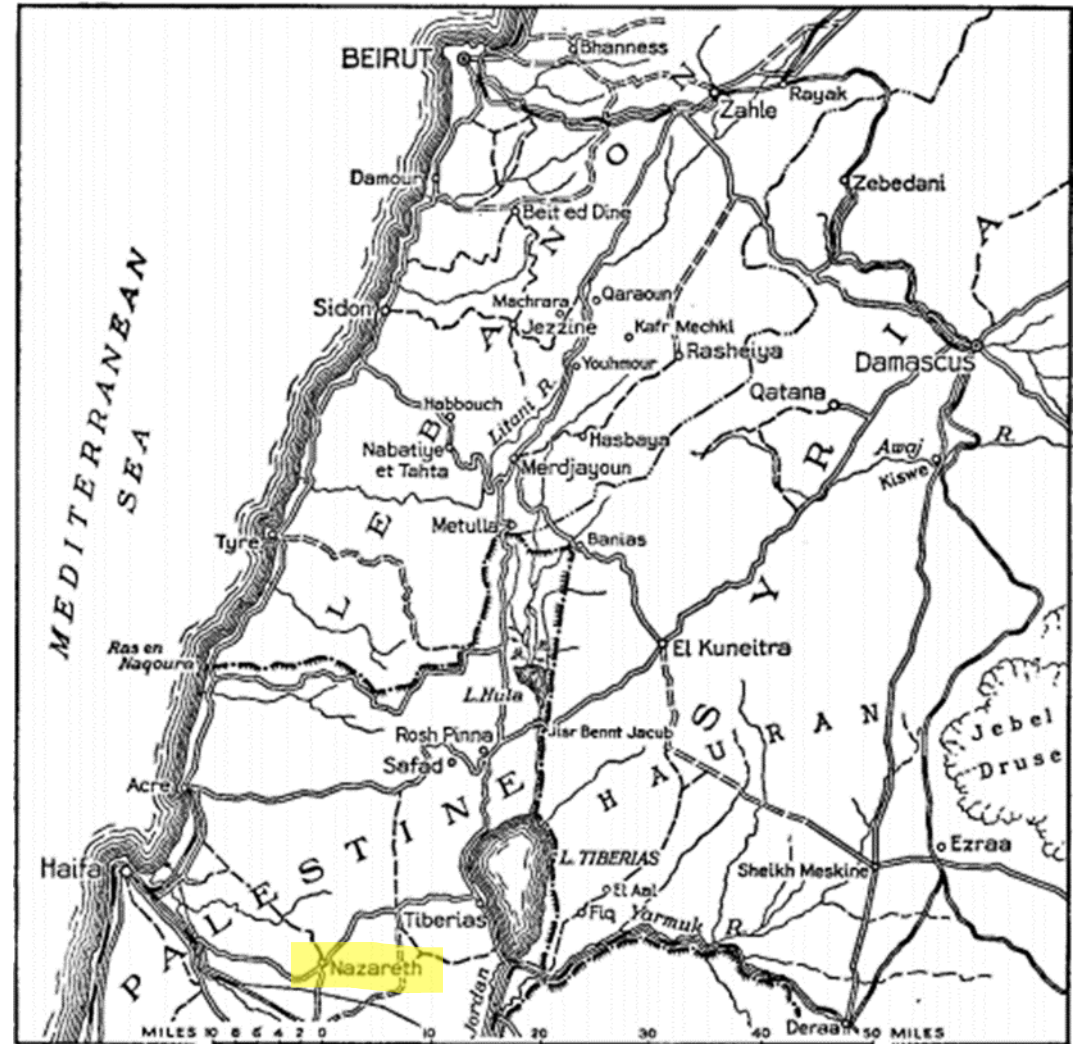 BEIRUT
Bhanness
Zahle
Rayak
Damour
Zebedani
Beit ed Dine
MEDITERRANEAN
SEA
Sidon
Machrara
Qaraoun
Jezzine
Kafr Mechki
Rasheiya
Damascus
Youhmour
Qatana
Habbouch
Litani R.
Nabatiye
et Tahta
Hasbaya
Merdjayoun
Awaj R.
Kiswe
Metulla
Banias
Tyre
LEBANON
SYRIA
Ras en
Naqoura
El Kuneitra
L. Hula
Jisr Bennt Jacub
Rosh Pinna
Safad
HAURAN
Jebel
Druse
Acre
Haifa
L. TIBERIAS
Ezraa
Sheikh Meskine
El Aal
Fiq
Yarmuk R.
Tiberias
PALESTINE
Nazareth
Jordan
Deraa
MILES 10 8 6 4 2 0 10 20 30 40 50 MILES